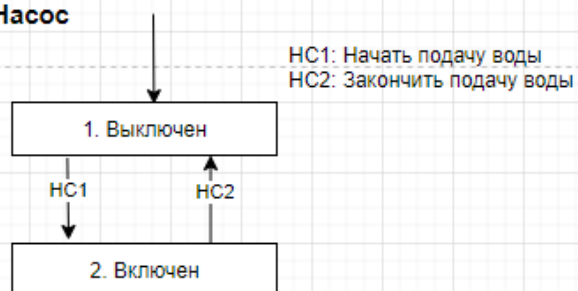 Насос
НС1: Начать подачу воды
НС2: Закончить подачу воды
1. Выключен
НС1
НС2
2. Включен